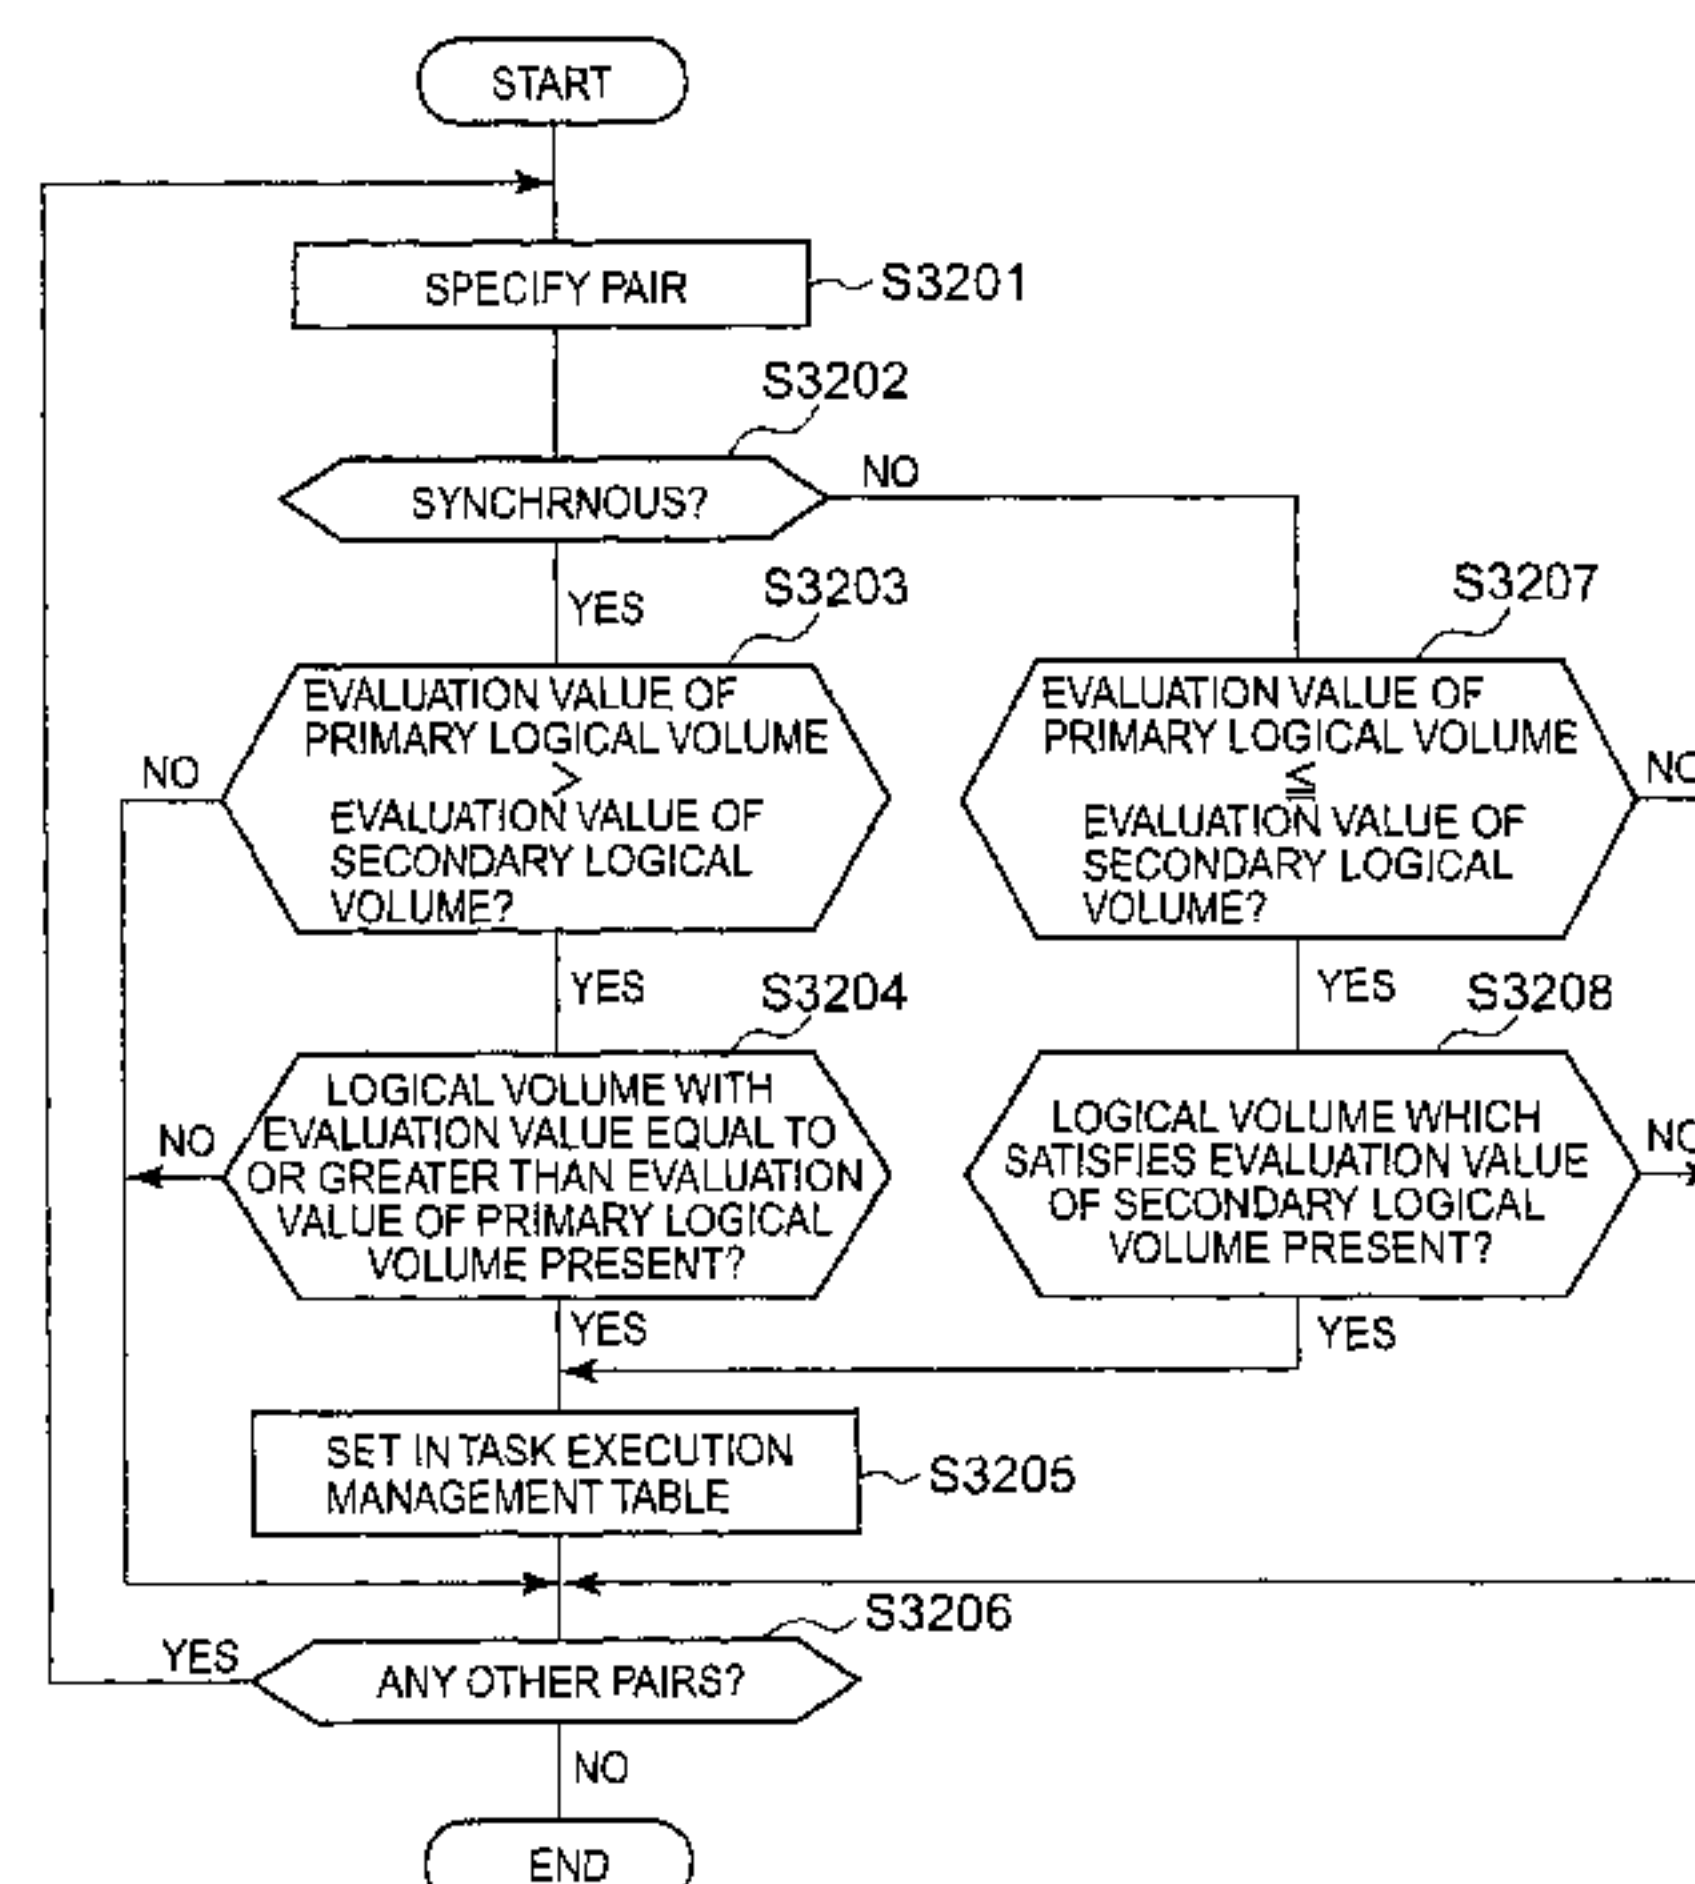 START
SPECIFY PAIR
S3201
S3202
SYNCHRNOUS?
NO
YES
S3203
EVALUATION VALUE OF
PRIMARY LOGICAL VOLUME
>
EVALUATION VALUE OF
SECONDARY LOGICAL
VOLUME?
NO
YES
S3207
EVALUATION VALUE OF
PRIMARY LOGICAL VOLUME
≦
EVALUATION VALUE OF
SECONDARY LOGICAL
VOLUME?
NO
YES
S3204
LOGICAL VOLUME WITH
EVALUATION VALUE EQUAL TO
OR GREATER THAN EVALUATION
VALUE OF PRIMARY LOGICAL
VOLUME PRESENT?
NO
YES
S3208
LOGICAL VOLUME WHICH
SATISFIES EVALUATION VALUE
OF SECONDARY LOGICAL
VOLUME PRESENT?
NO
YES
SET IN TASK EXECUTION
MANAGEMENT TABLE
S3205
S3206
ANY OTHER PAIRS?
YES
NO
END